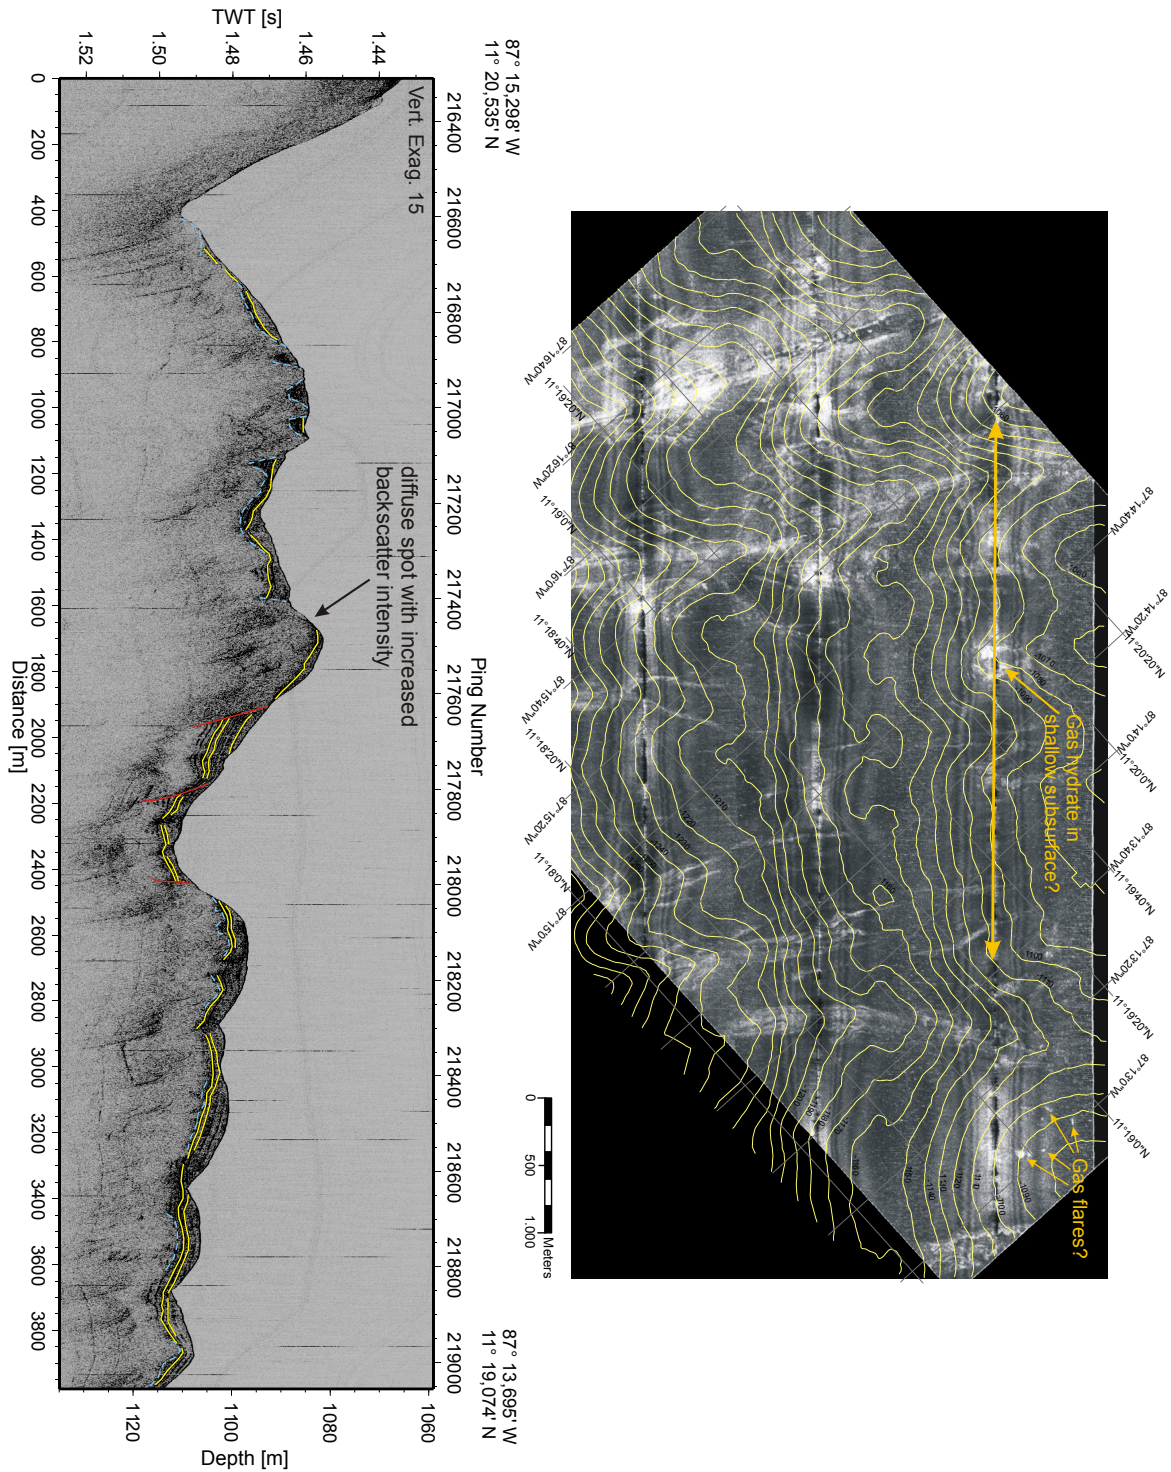 87° 15,298' W
11° 20,535' N
87° 13,695' W
11° 19,074' N
Ping Number
216400
216600
216800
217000
217200
217400
217600
217800
218000
218200
218400
218600
218800
219000
Vert. Exag. 15
diffuse spot with increased
backscatter intensity
TWT [s]
1.44
1.46
1.48
1.50
1.52
Depth [m]
1060
1080
1100
1120
0
200
400
600
800
1000
1200
1400
1600
1800
2000
2200
2400
2600
2800
3000
3200
3400
3600
3800
Distance [m]
87°14'40"W
87°14'20"W
11°20'20"N
87°14'0"W
11°20'0"N
87°13'40"W
11°19'40"N
87°13'20"W
11°19'20"N
87°13'0"W
11°19'0"N
Gas hydrate in
shallow subsurface?
Gas flares?
87°16'40"W
11°19'20"N
87°16'20"W
11°19'0"N
87°16'0"W
11°18'40"N
87°15'40"W
11°18'20"N
87°15'20"W
11°18'0"N
87°15'0"W
0
500
1.000
Meters